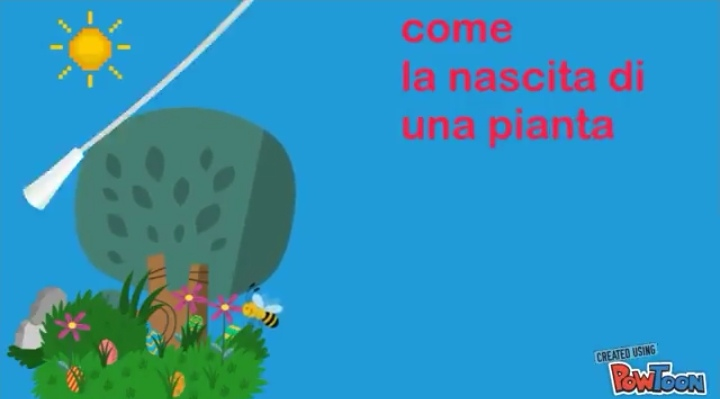 come
la nascita di
una pianta
CREATED USING
POWTOON